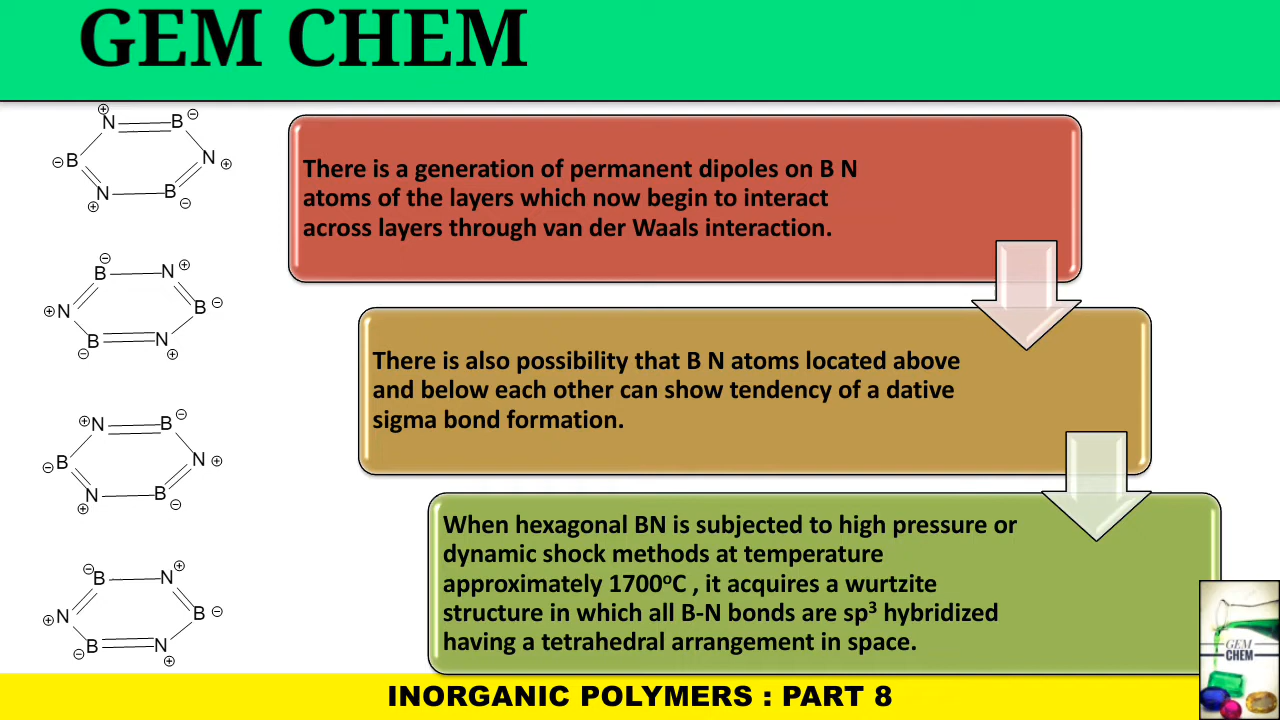 GEM CHEM
⊕
N B ⊖
⊖ B N ⊕
N B
⊕ ⊖
⊖
B N ⊕
⊕ N B ⊖
B N
⊖ ⊕
⊕ N B ⊖
⊖ B N ⊕
N B
⊕ ⊖
⊖ B N ⊕
⊕ N B ⊖
⊖ B N
⊕
There is a generation of permanent dipoles on B N
atoms of the layers which now begin to interact
across layers through van der Waals interaction.
There is also possibility that B N atoms located above
and below each other can show tendency of a dative
sigma bond formation.
When hexagonal BN is subjected to high pressure or
dynamic shock methods at temperature
approximately 1700ºC , it acquires a wurtzite
structure in which all B-N bonds are sp³ hybridized
having a tetrahedral arrangement in space.
GEM
CHEM
INORGANIC POLYMERS : PART 8